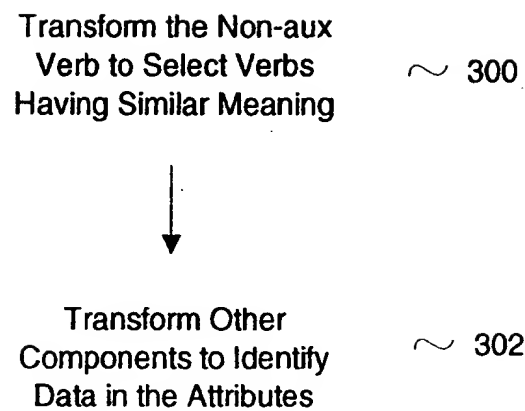 Transform the Non-aux
Verb to Select Verbs
Having Similar Meaning
~ 300
Transform Other
Components to Identify
Data in the Attributes
~ 302